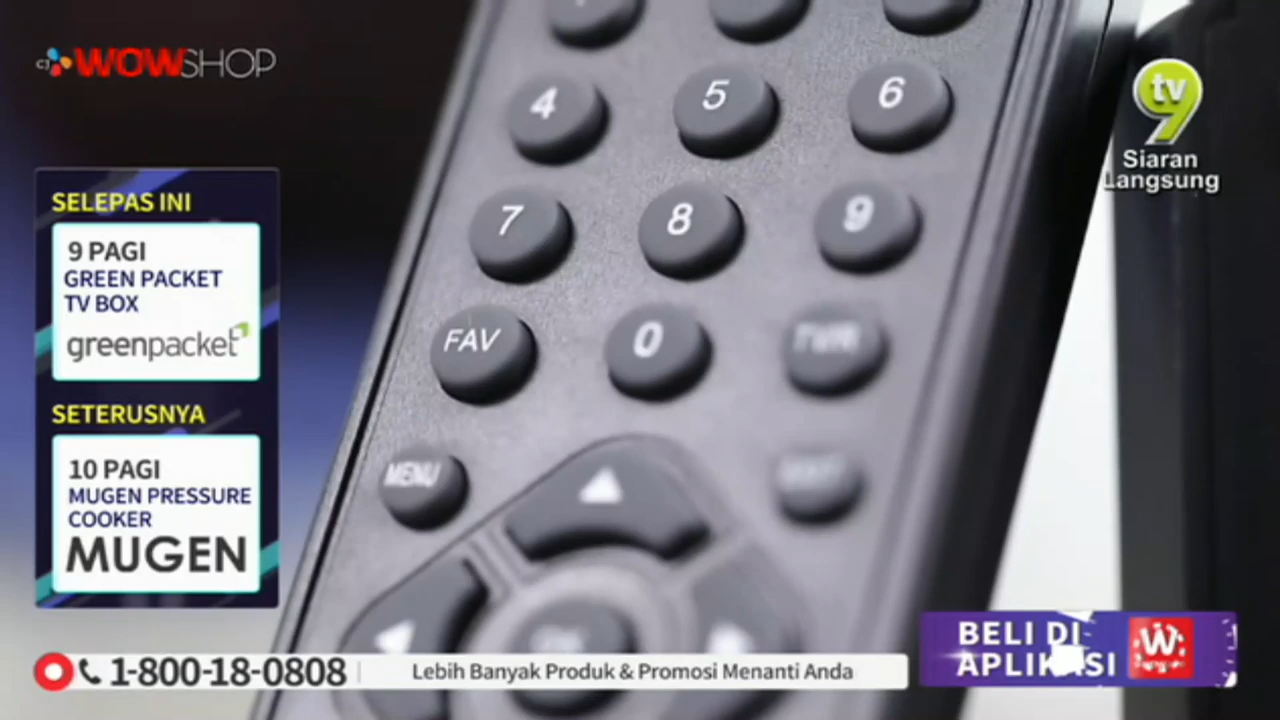 CJ WOWSHOP
tv9
Siaran
Langsung
SELEPAS INI
9 PAGI
GREEN PACKET
TV BOX
greenpacket
SETERUSNYA
10 PAGI
MUGEN PRESSURE
COOKER
MUGEN
4 5 6
7 8 9
FAV 0
MENU
1-800-18-0808
Lebih Banyak Produk & Promosi Menanti Anda
BELI DI
APLIKASI
W